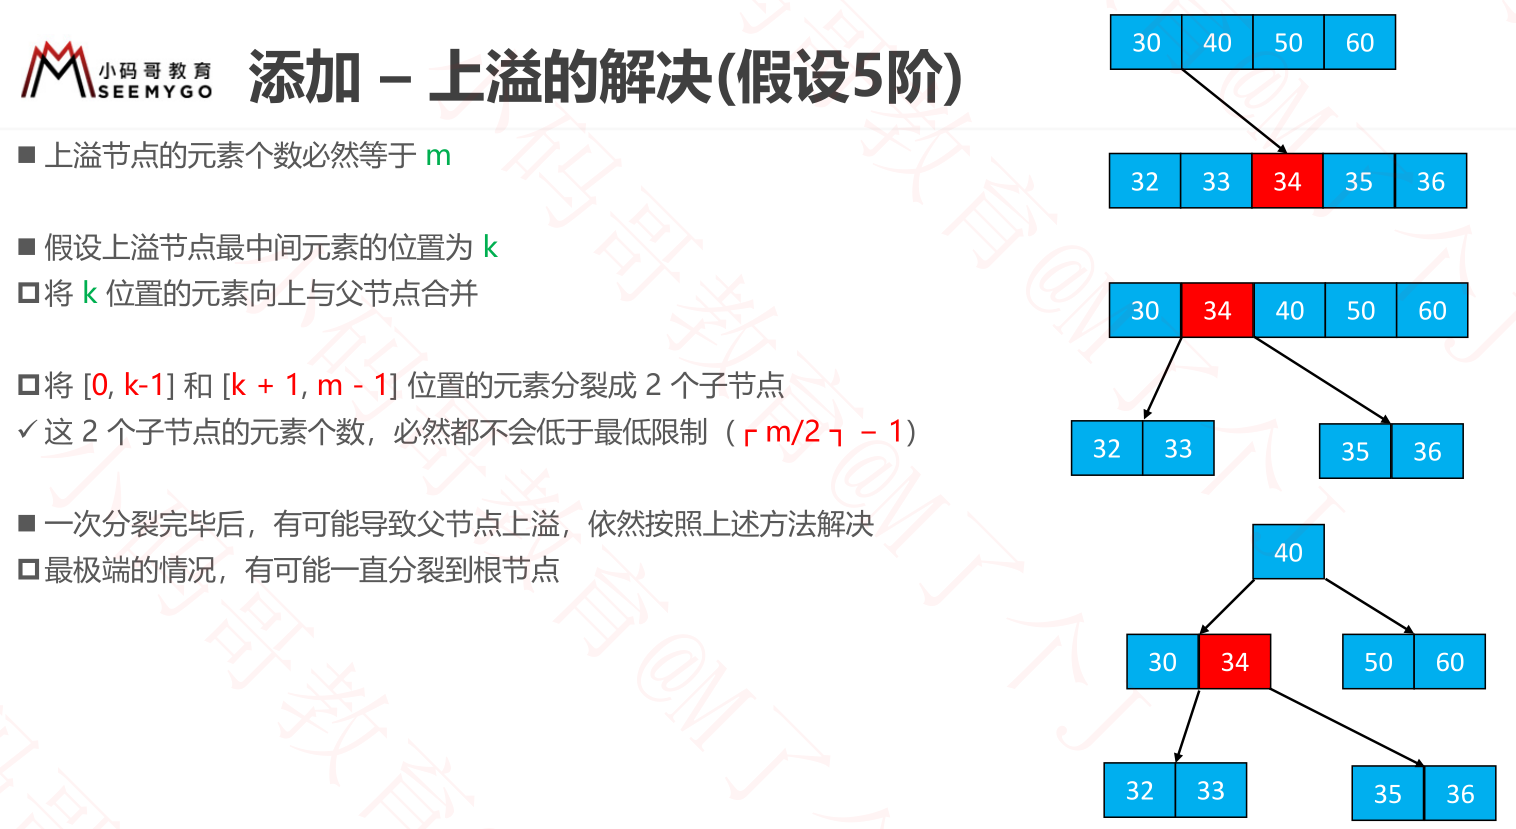 小码哥教育
SEEMYGO
添加 – 上溢的解决(假设5阶)
■ 上溢节点的元素个数必然等于 m
■ 假设上溢节点最中间元素的位置为 k
将 k 位置的元素向上与父节点合并
将 [0, k-1] 和 [k + 1, m - 1] 位置的元素分裂成 2 个子节点
✓ 这 2 个子节点的元素个数，必然都不会低于最低限制（┌ m/2 ┐ − 1）
■ 一次分裂完毕后，有可能导致父节点上溢，依然按照上述方法解决
最极端的情况，有可能一直分裂到根节点
30 40 50 60
32 33 34 35 36
30 34 40 50 60
32 33 35 36
40
30 34 50 60
32 33 35 36
小码哥教育@M了个J